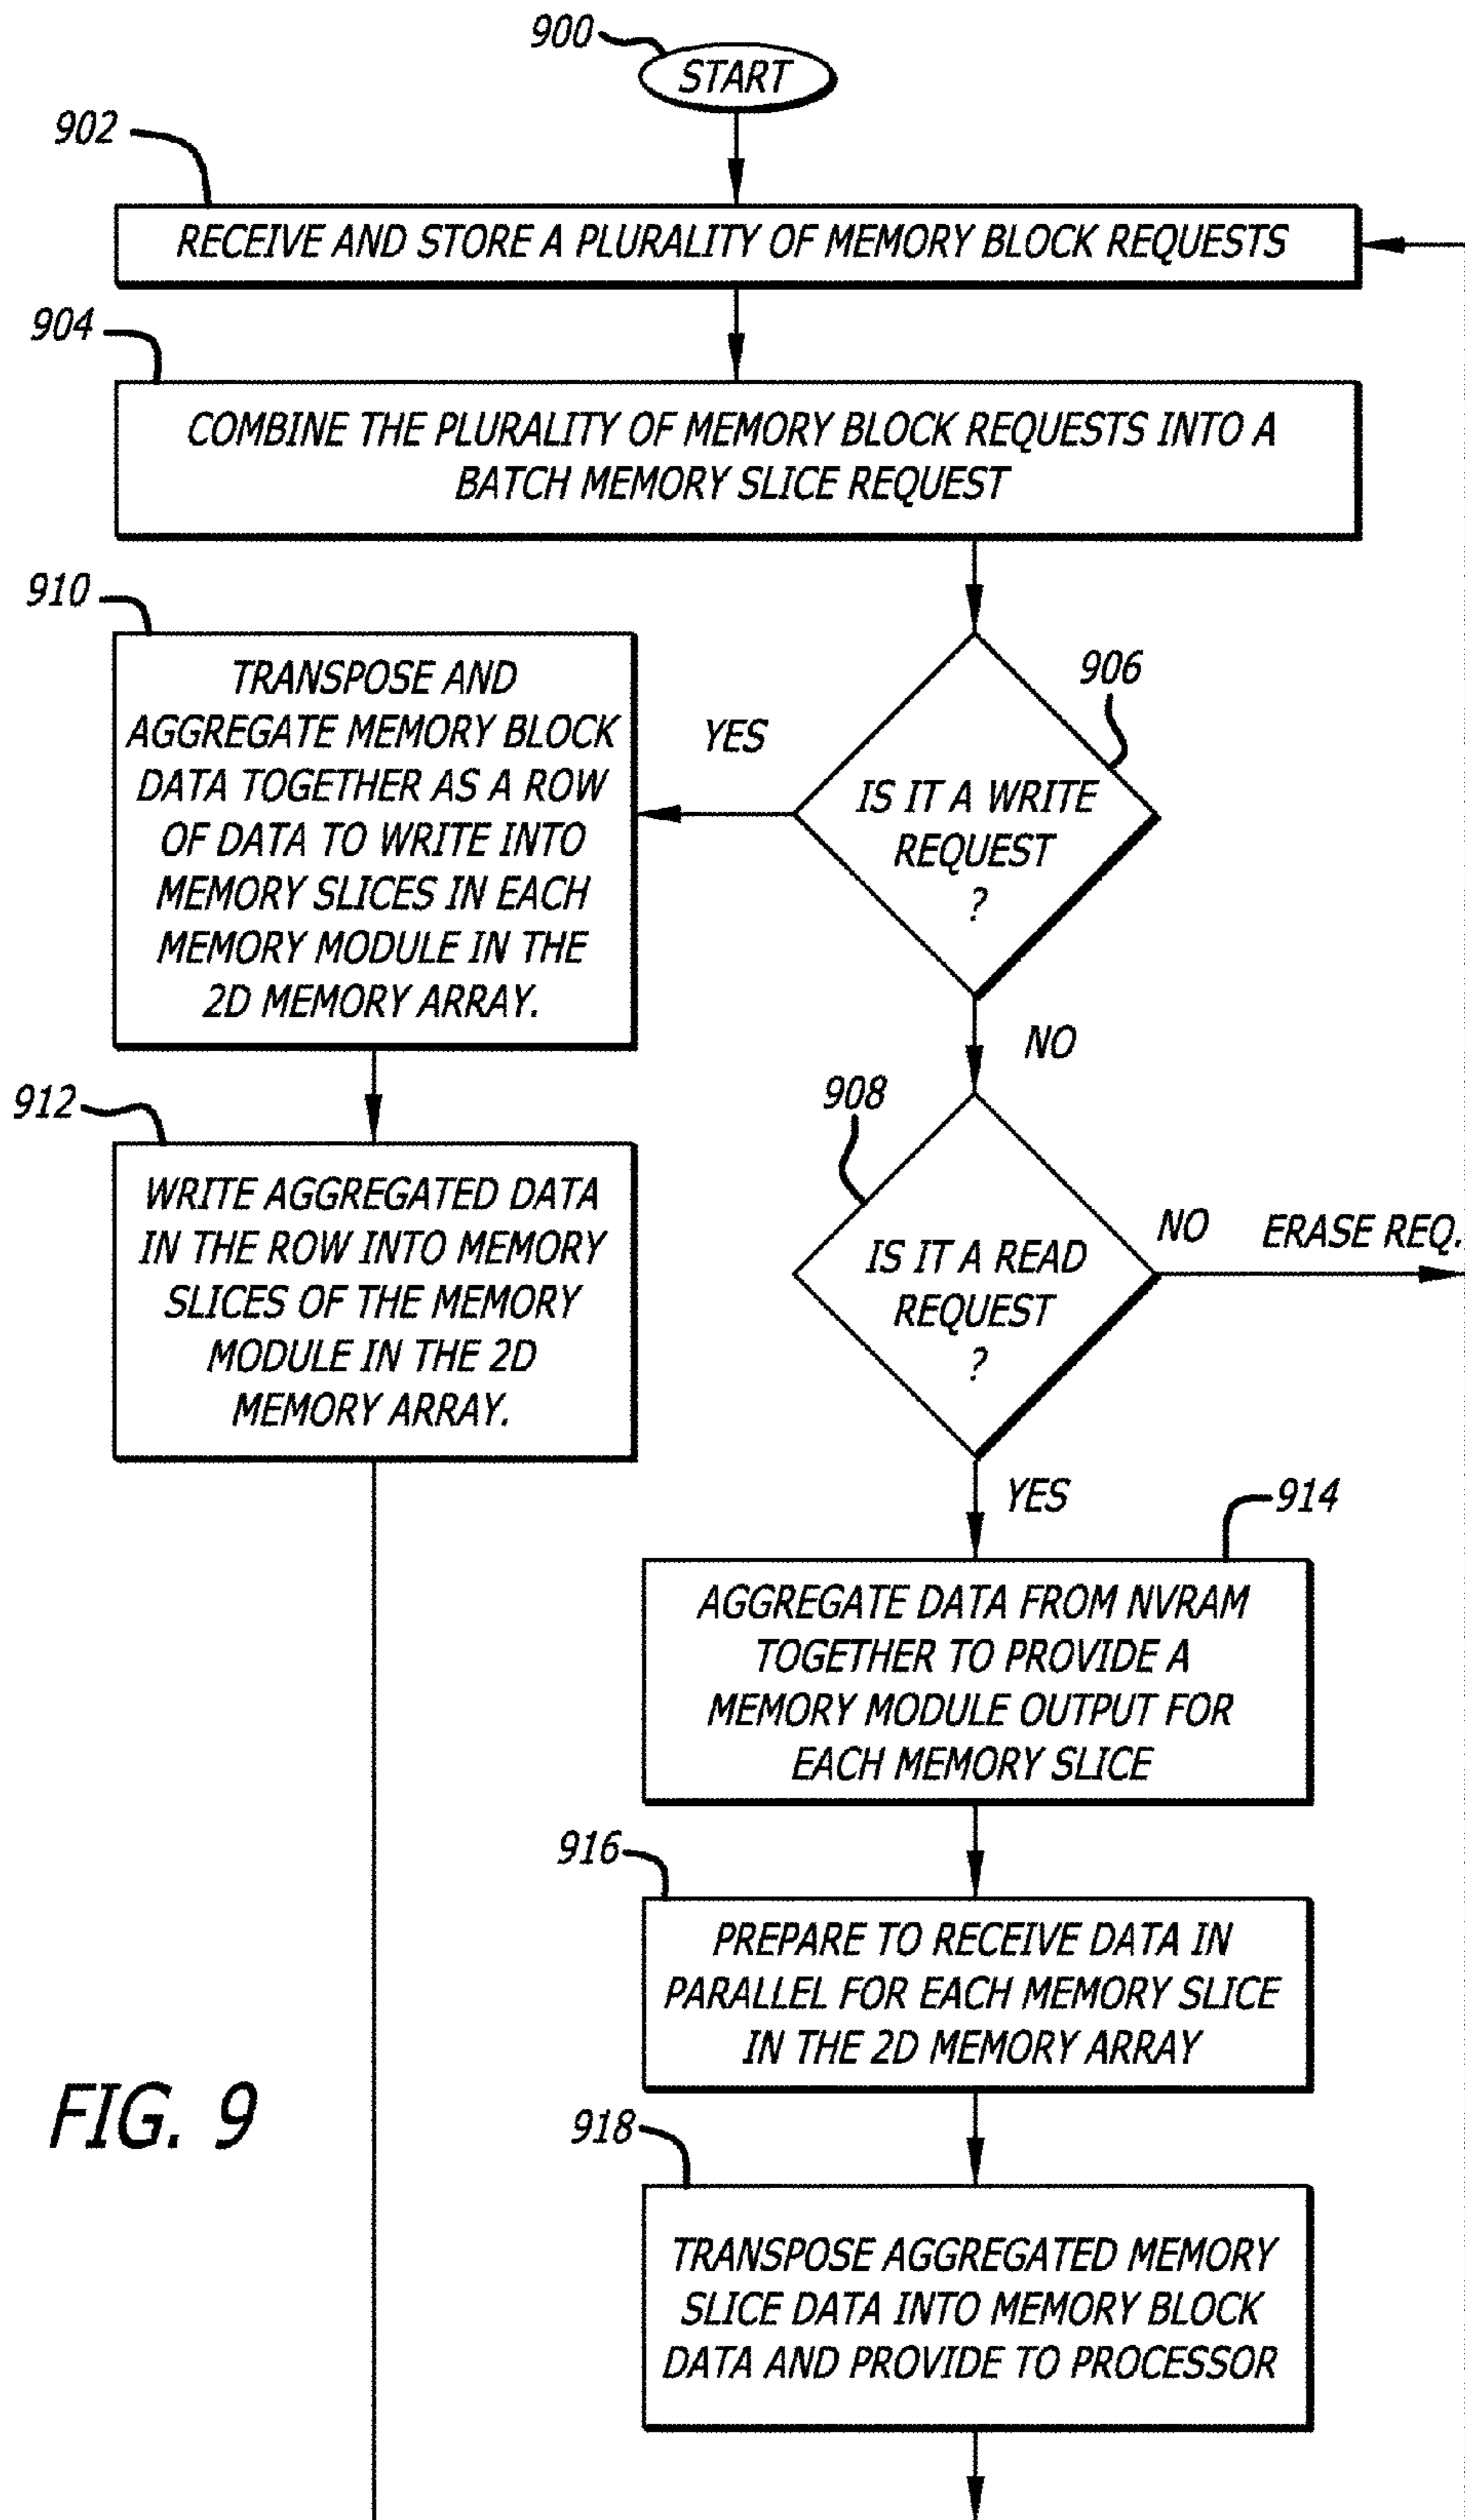 900
START
902
RECEIVE AND STORE A PLURALITY OF MEMORY BLOCK REQUESTS
904
COMBINE THE PLURALITY OF MEMORY BLOCK REQUESTS INTO A
BATCH MEMORY SLICE REQUEST
910
TRANSPOSE AND
AGGREGATE MEMORY BLOCK
DATA TOGETHER AS A ROW
OF DATA TO WRITE INTO
MEMORY SLICES IN EACH
MEMORY MODULE IN THE
2D MEMORY ARRAY.
YES
906
IS IT A WRITE
REQUEST
?
NO
912
WRITE AGGREGATED DATA
IN THE ROW INTO MEMORY
SLICES OF THE MEMORY
MODULE IN THE 2D
MEMORY ARRAY.
908
IS IT A READ
REQUEST
?
NO ERASE REQ.
YES
914
AGGREGATE DATA FROM NVRAM
TOGETHER TO PROVIDE A
MEMORY MODULE OUTPUT FOR
EACH MEMORY SLICE
916
PREPARE TO RECEIVE DATA IN
PARALLEL FOR EACH MEMORY SLICE
IN THE 2D MEMORY ARRAY
FIG. 9
918
TRANSPOSE AGGREGATED MEMORY
SLICE DATA INTO MEMORY BLOCK
DATA AND PROVIDE TO PROCESSOR